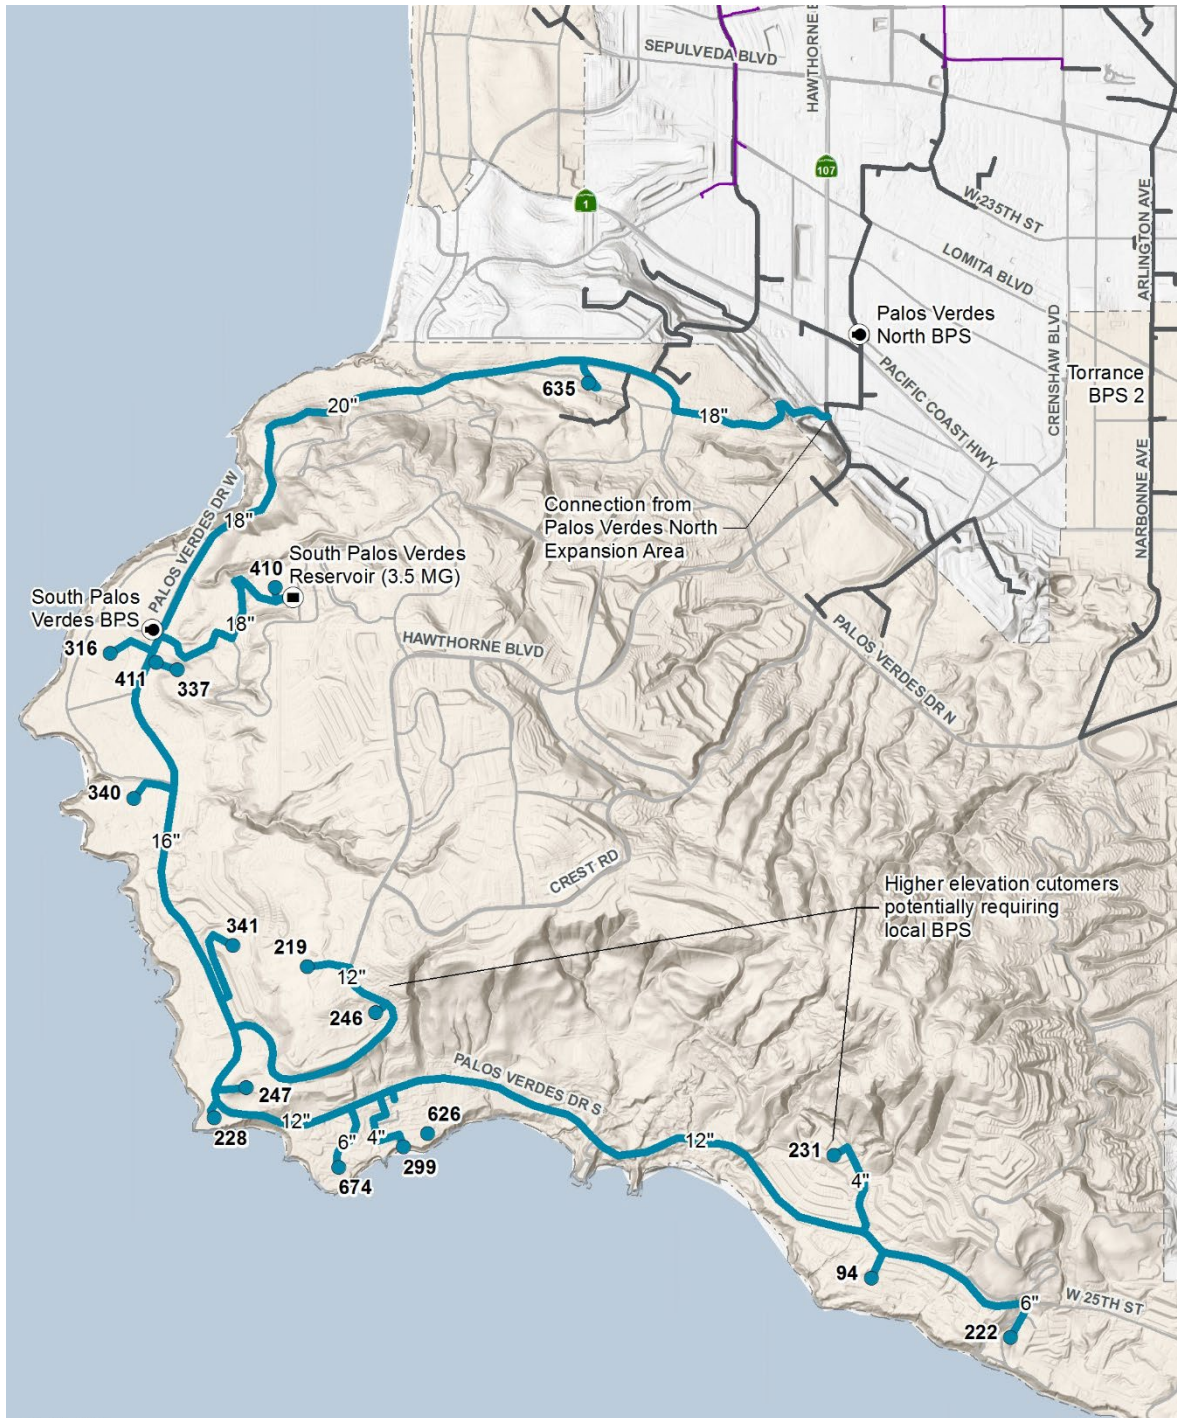 SEPULVEDA BLVD
HAWTHORNE B
107
1
W 235TH ST
LOMITA BLVD
ARLINGTON AVE
CRENSHAW BLVD
Palos Verdes
North BPS
PACIFIC COAST HWY
Torrance
BPS 2
NARBONNE AVE
635
20"
18"
Connection from
Palos Verdes North
Expansion Area
PALOS VERDES DR W
18"
410
South Palos Verdes
Reservoir (3.5 MG)
South Palos
Verdes BPS
18"
316
411
337
HAWTHORNE BLVD
PALOS VERDES DR N
340
16"
CREST RD
Higher elevation cutomers
potentially requiring
local BPS
341
219
12"
246
PALOS VERDES DR S
247
228
12"
6"
4"
626
299
674
12"
231
4"
94
6"
W 25TH ST
222